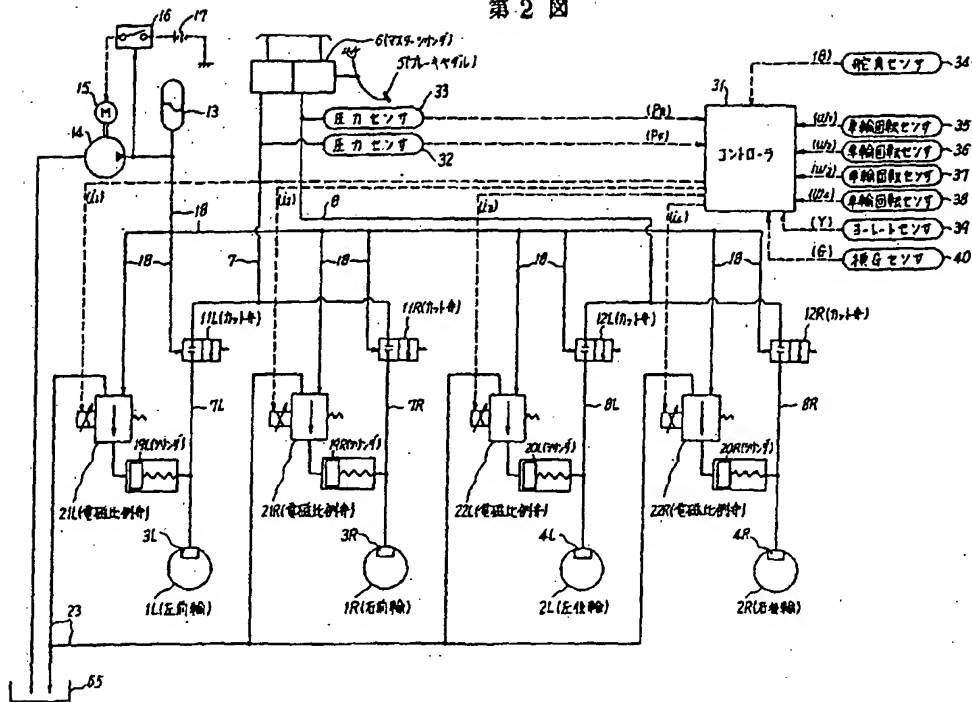 第2図
16
17
6(マスターシリンダ)
5(ブレーキペダル)
15
M
13
14
33
圧力センサ
(PR)
圧力センサ
32
(PF)
31
コントローラ
(θ)
舵角センサ
34
車輪回転センサ
35
車輪回転センサ
36
車輪回転センサ
37
車輪回転センサ
38
(Y)
ヨーレートセンサ
39
(G)
横Gセンサ
40
(i1)
(i2)
(i3)
(i4)
18
8
18
7
18
18
18
18
11L(カット弁)
11R(カット弁)
12L(カット弁)
12R(カット弁)
7L
7R
8L
8R
19L(シリンダ)
19R(シリンダ)
20L(シリンダ)
20R(シリンダ)
21L(電磁比例弁)
21R(電磁比例弁)
22L(電磁比例弁)
22R(電磁比例弁)
3L
3R
4L
4R
1L(左前輪)
1R(右前輪)
2L(左後輪)
2R(右後輪)
23
65